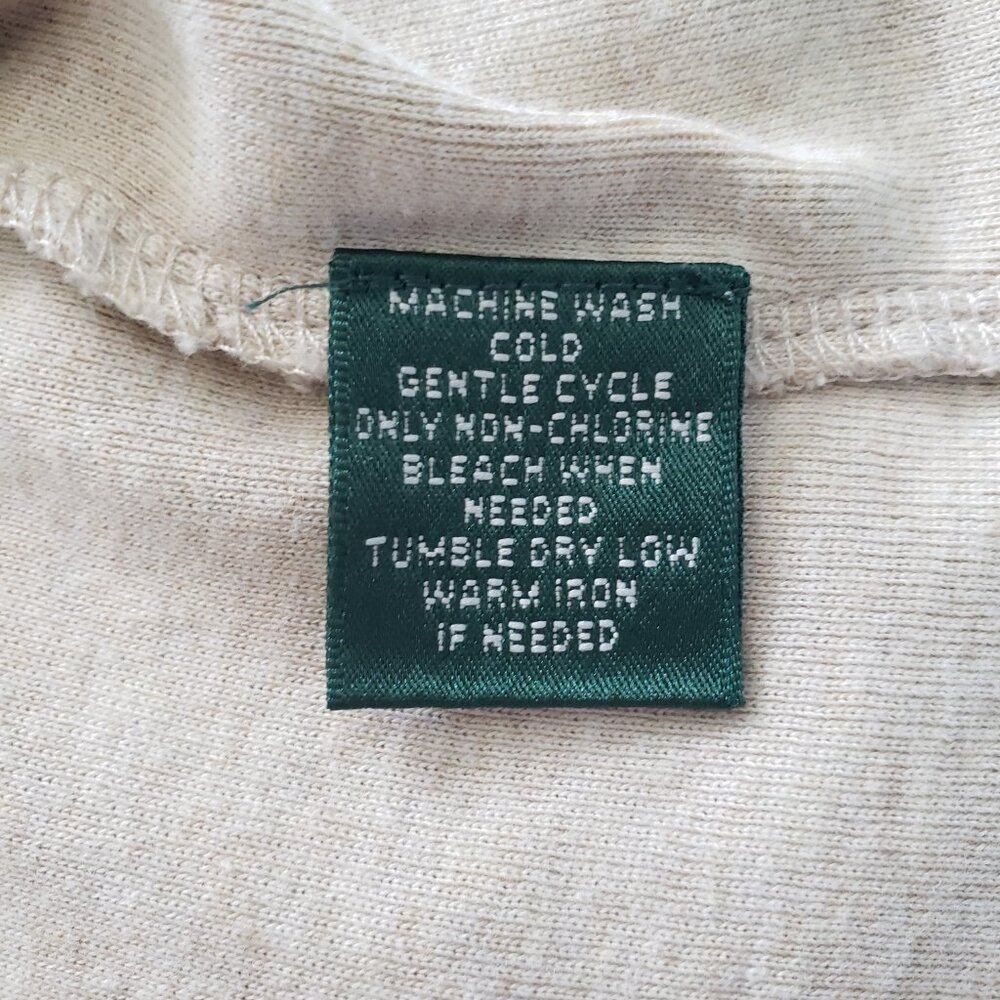 MACHINE WASH
COLD
GENTLE CYCLE
ONLY NON-CHLORINE
BLEACH WHEN
NEEDED
TUMBLE DRY LOW
WARM IRON
IF NEEDED